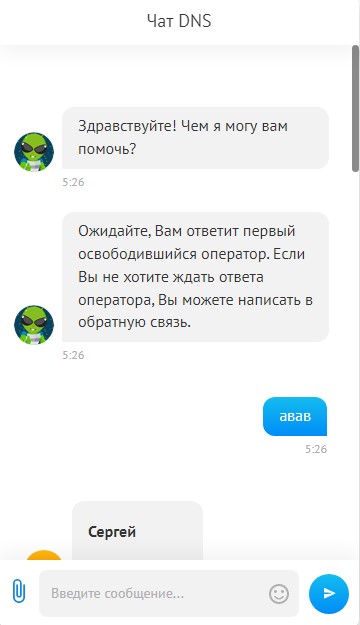 Чат DNS
Здравствуйте! Чем я могу вам
помочь?
5:26
Ожидайте, Вам ответит первый
освободившийся оператор. Если
Вы не хотите ждать ответа
оператора, Вы можете написать в
обратную связь.
5:26
авав
5:26
Сергей
Введите сообщение...